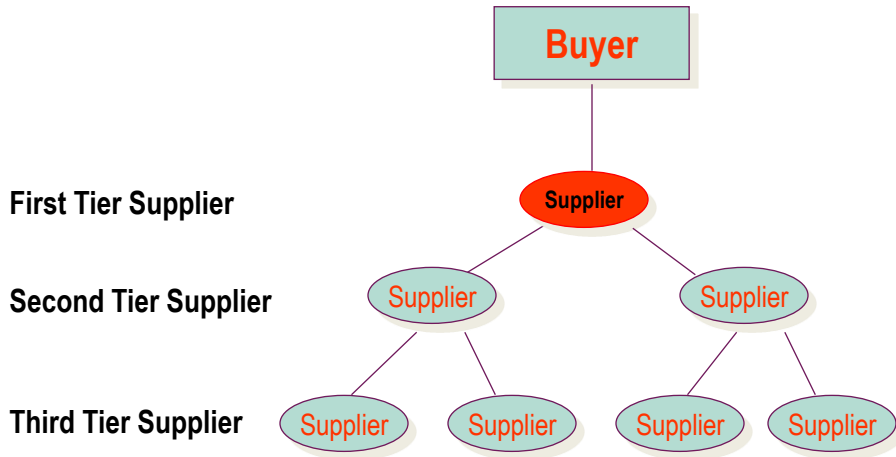 Buyer
First Tier Supplier
Supplier
Second Tier Supplier
Supplier
Supplier
Third Tier Supplier
Supplier
Supplier
Supplier
Supplier